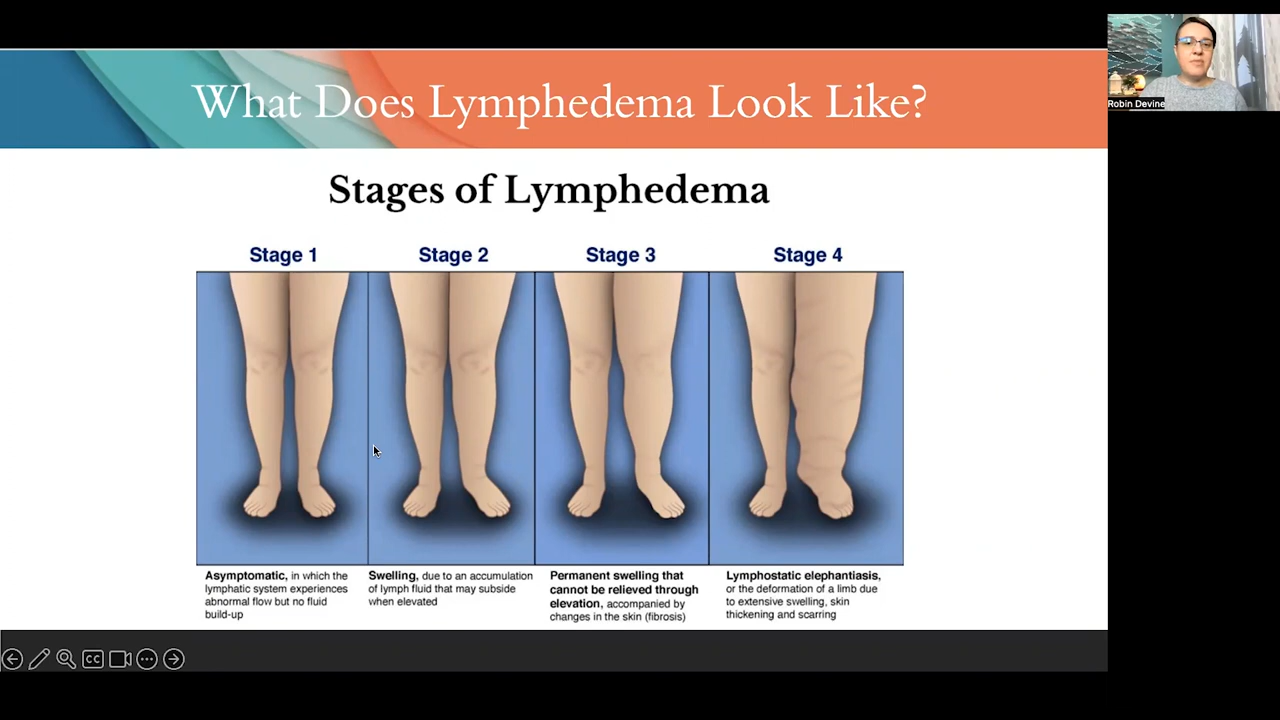 What Does Lymphedema Look Like?
Robin Devine
Stages of Lymphedema
Stage 1
Stage 2
Stage 3
Stage 4
Asymptomatic, in which the
lymphatic system experiences
abnormal flow but no fluid
build-up
Swelling, due to an accumulation
of lymph fluid that may subside
when elevated
Permanent swelling that
cannot be relieved through
elevation, accompanied by
changes in the skin (fibrosis)
Lymphostatic elephantiasis,
or the deformation of a limb due
to extensive swelling, skin
thickening and scarring
CC